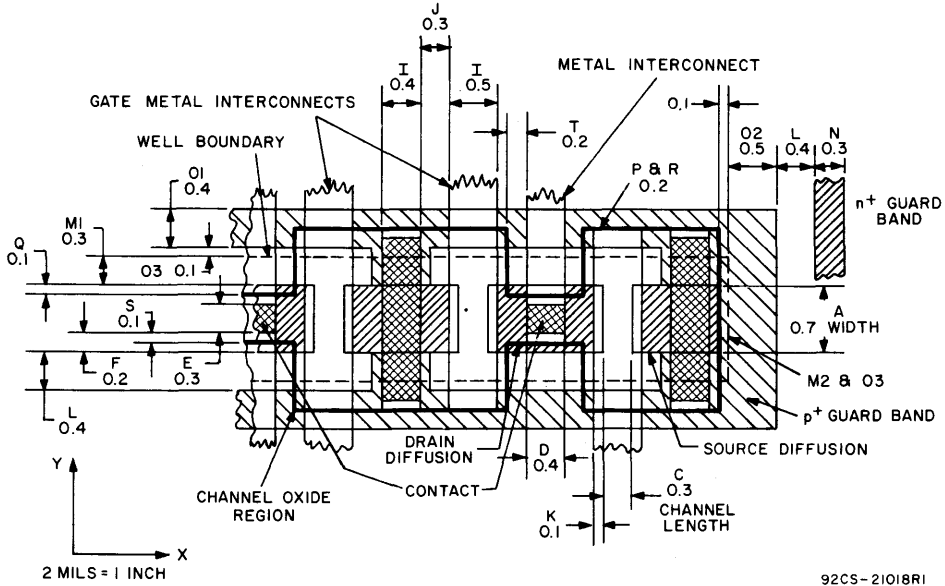 J
0.3
I
0.4
I
0.5
METAL INTERCONNECT
GATE METAL INTERCONNECTS
0.1
T
0.2
O2
0.5
L
0.4
N
0.3
WELL BOUNDARY
P & R
0.2
O1
0.4
n+ GUARD
BAND
M1
0.3
Q
0.1
O3 0.1
S
0.1
A
0.7 WIDTH
F
0.2
E
0.3
M2 & O3
L
0.4
p+ GUARD BAND
DRAIN
DIFFUSION
D
0.4
SOURCE DIFFUSION
CONTACT
C
0.3
CHANNEL
LENGTH
CHANNEL OXIDE
REGION
K
0.1
Y
X
2 MILS = 1 INCH
92CS-21018R1